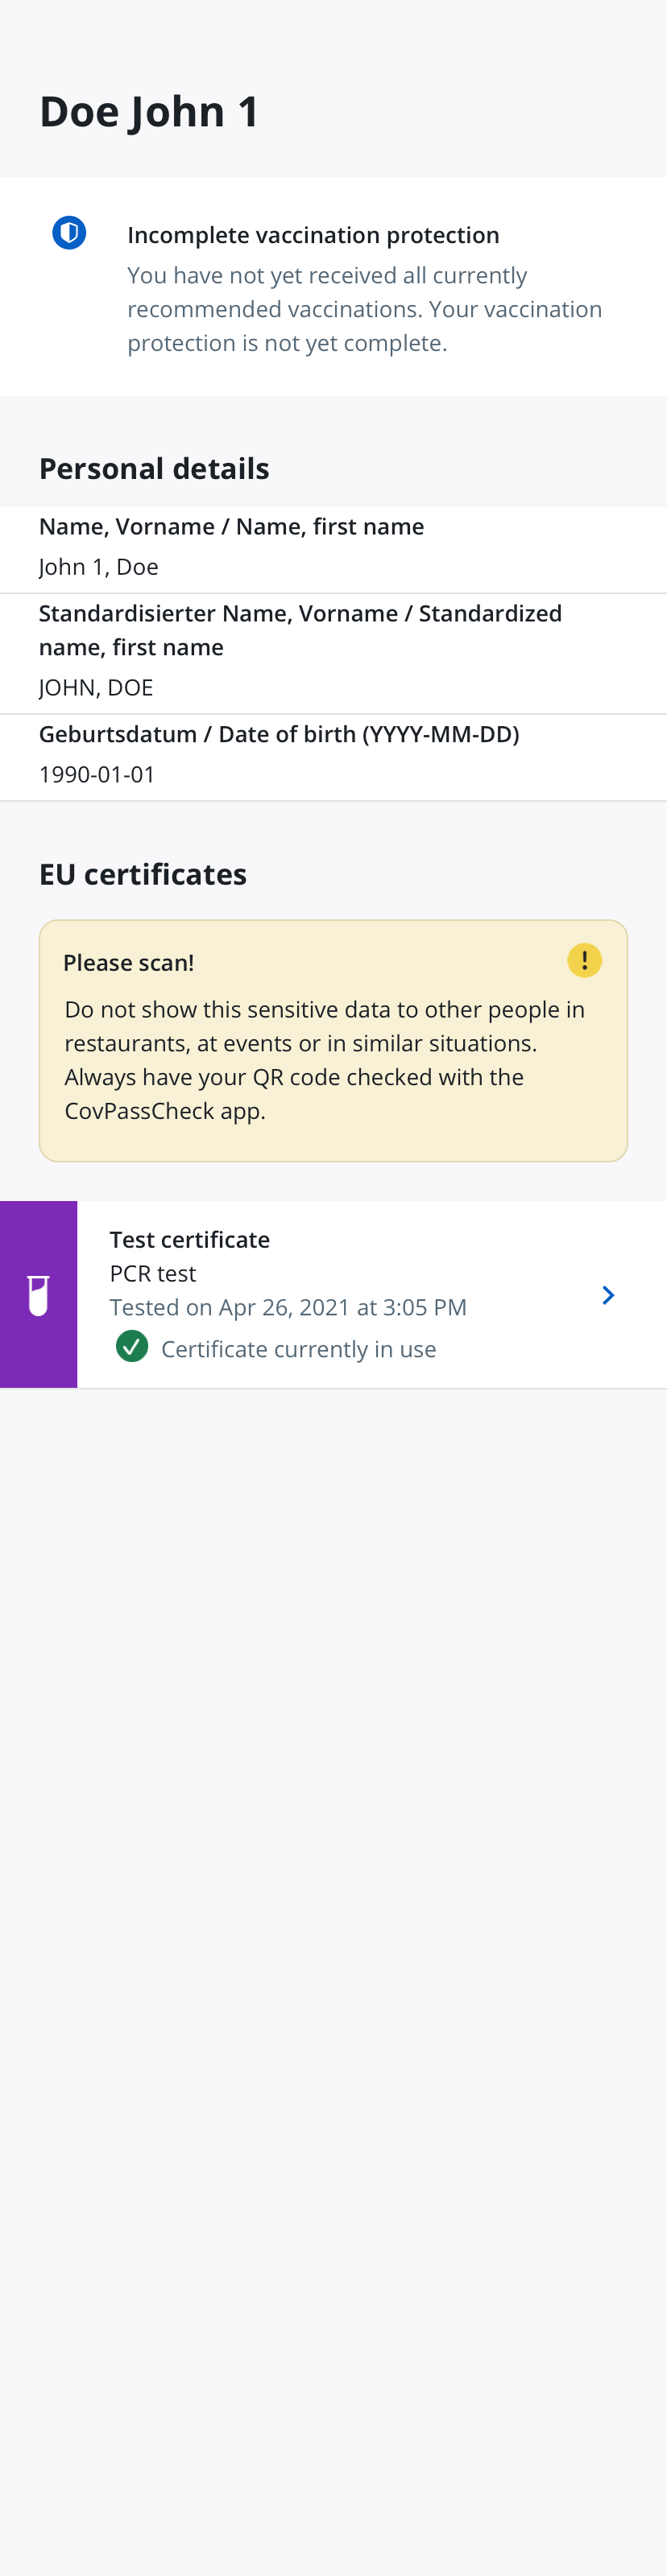 Doe John 1
Incomplete vaccination protection
You have not yet received all currently
recommended vaccinations. Your vaccination
protection is not yet complete.
Personal details
Name, Vorname / Name, first name
John 1, Doe
Standardisierter Name, Vorname / Standardized
name, first name
JOHN, DOE
Geburtsdatum / Date of birth (YYYY-MM-DD)
1990-01-01
EU certificates
Please scan!
Do not show this sensitive data to other people in
restaurants, at events or in similar situations.
Always have your QR code checked with the
CovPassCheck app.
Test certificate
PCR test
Tested on Apr 26, 2021 at 3:05 PM
Certificate currently in use